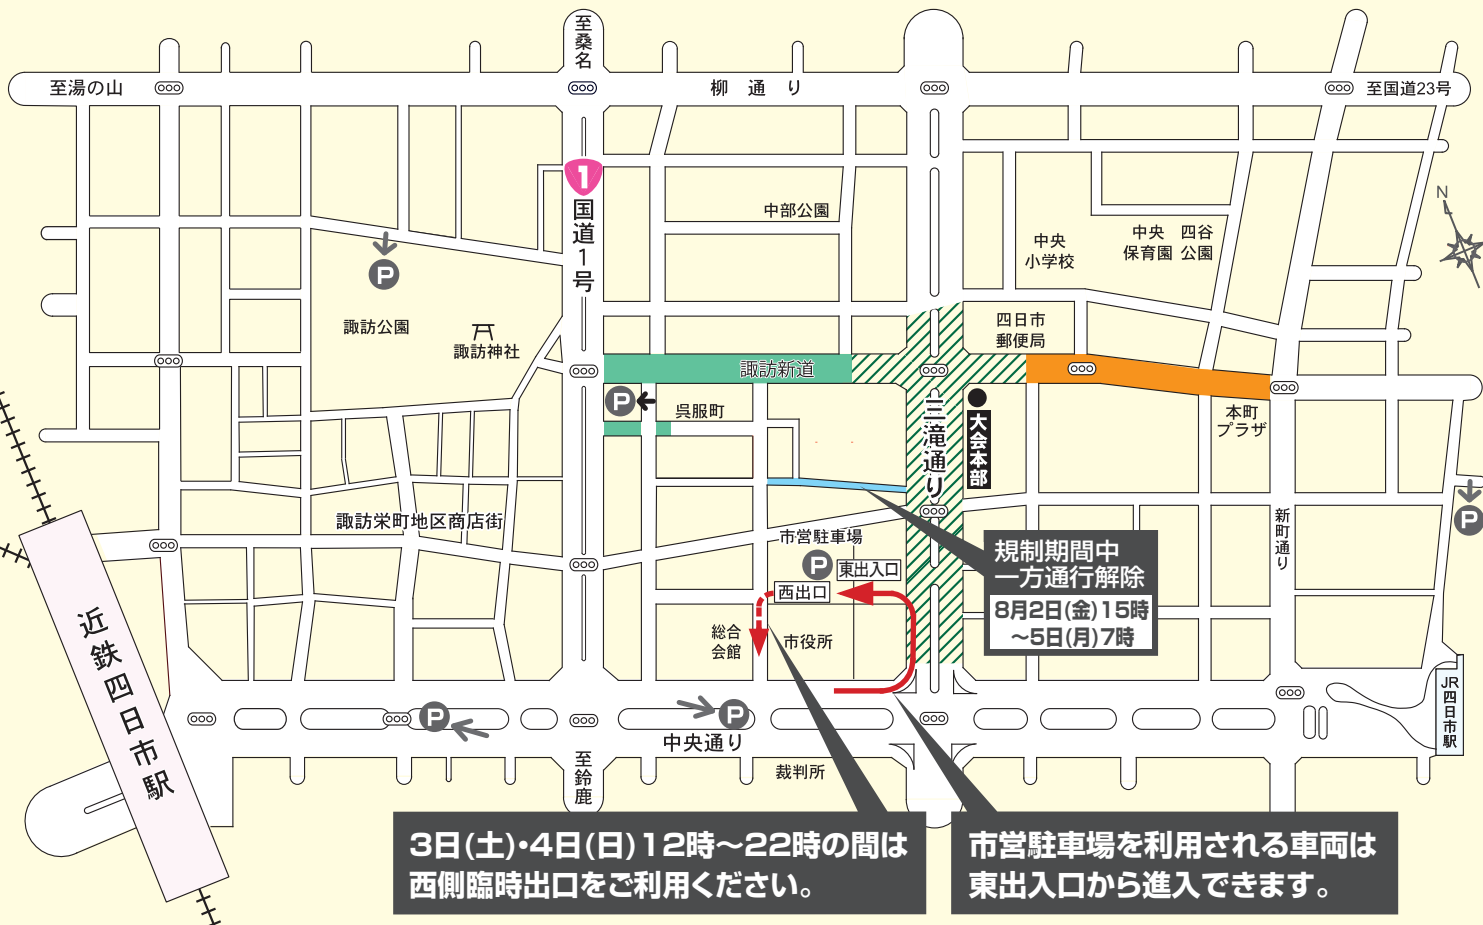 至桑名
至湯の山
柳通り
至国道23号
1
国道1号
N
中部公園
中央
小学校
中央
保育園
四谷
公園
P
諏訪公園
諏訪神社
四日市
郵便局
諏訪新道
P
呉服町
三滝通り
大会本部
本町
プラザ
諏訪栄町地区商店街
市営駐車場
P
東出入口
西出口
新町通り
P
規制期間中
一方通行解除
8月2日(金)15時
～5日(月)7時
近鉄四日市駅
総合
会館
市役所
JR四日市駅
P
P
中央通り
至鈴鹿
裁判所
3日(土)・4日(日)12時～22時の間は
西側臨時出口をご利用ください。
市営駐車場を利用される車両は
東出入口から進入できます。